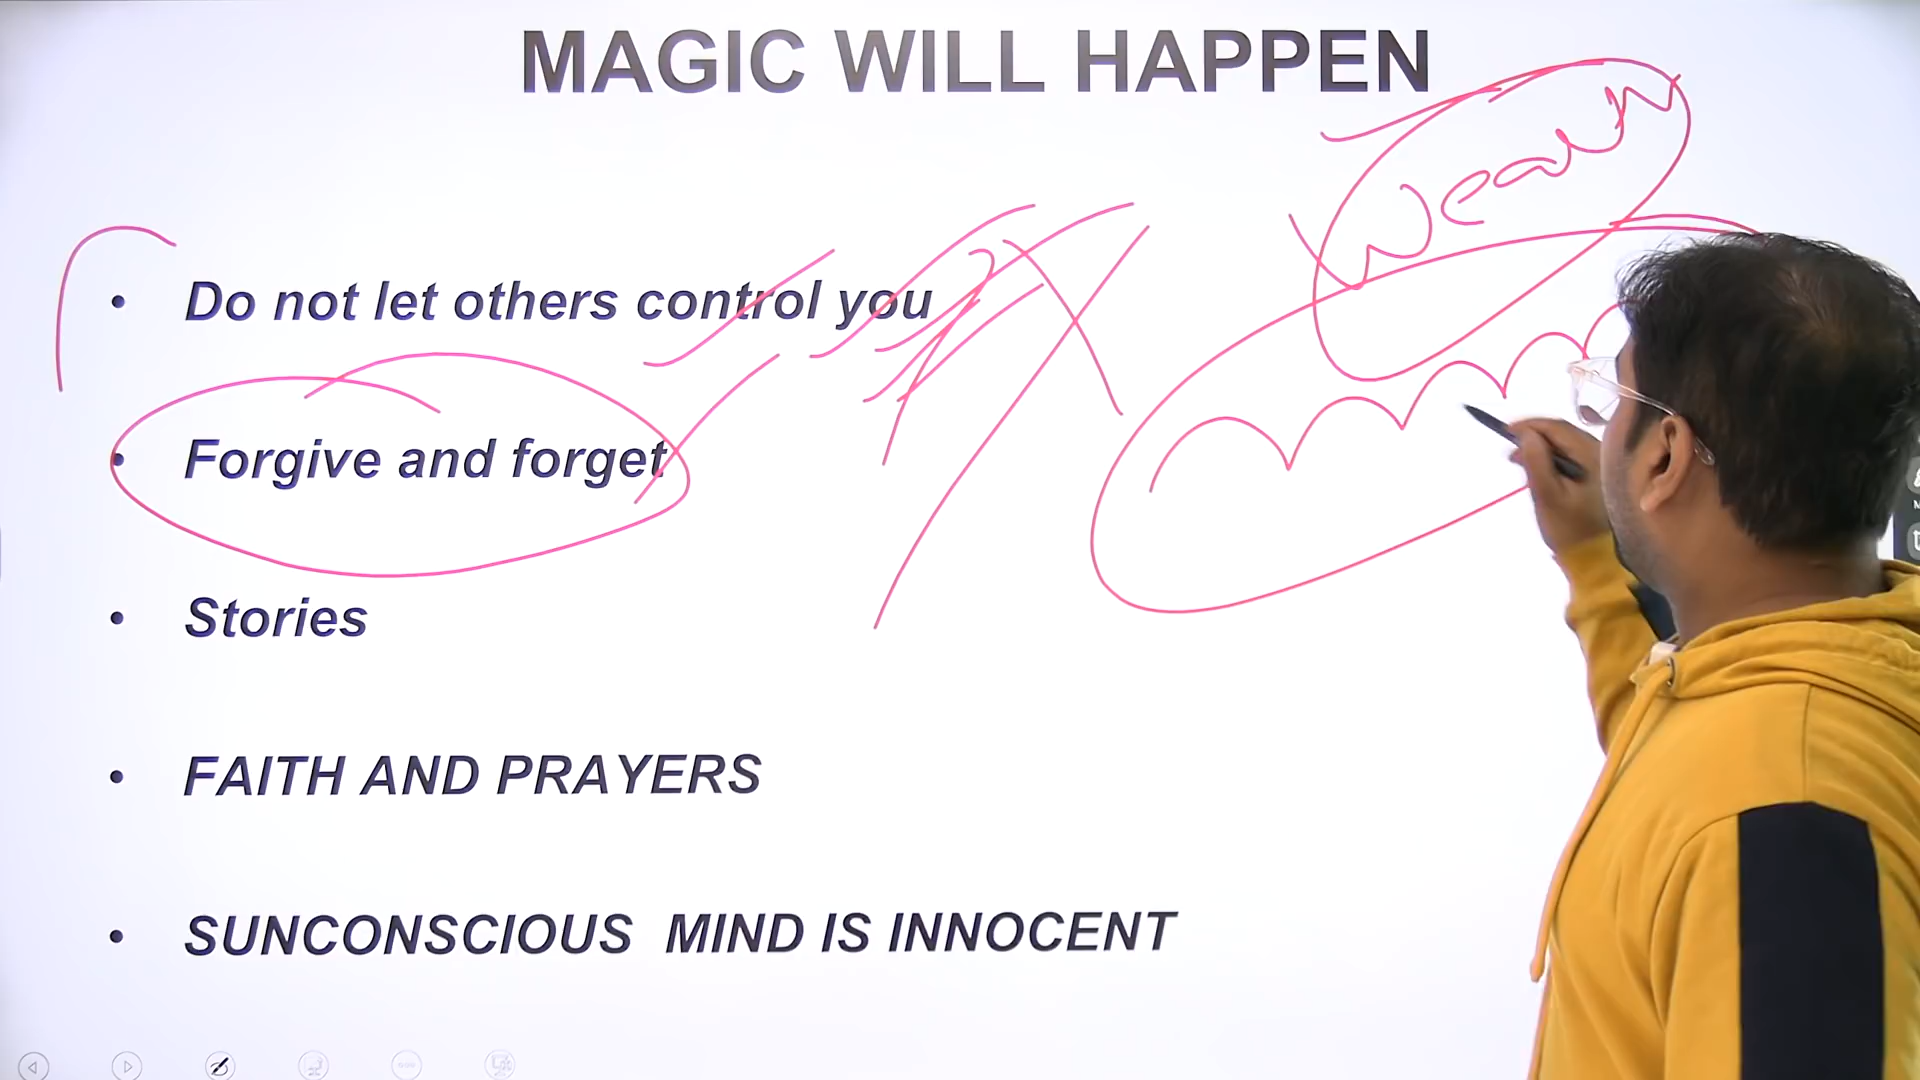 MAGIC WILL HAPPEN
• Do not let others control you
• Forgive and forget
• Stories
• FAITH AND PRAYERS
• SUNCONSCIOUS MIND IS INNOCENT